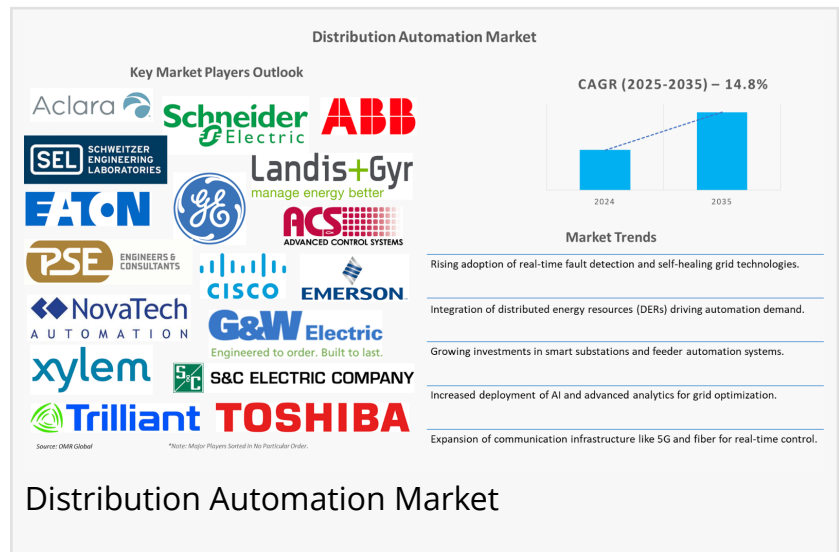 Distribution Automation Market
Key Market Players Outlook
Aclara
Schneider
Electric
ABB
SEL
SCHWEITZER
ENGINEERING
LABORATORIES
Landis+Gyr
manage energy better
EATON
GE
ACS
ADVANCED CONTROL SYSTEMS
PSE
ENGINEERS &
CONSULTANTS
CISCO
EMERSON
NovaTech
AUTOMATION
G&W Electric
Engineered to order. Built to last.
xylem
S&C
S&C ELECTRIC COMPANY
Trilliant
TOSHIBA
Source: OMR Global
*Note: Major Players Sorted In No Particular Order.
CAGR (2025-2035) – 14.8%
2024
2035
Market Trends
Rising adoption of real-time fault detection and self-healing grid technologies.
Integration of distributed energy resources (DERs) driving automation demand.
Growing investments in smart substations and feeder automation systems.
Increased deployment of AI and advanced analytics for grid optimization.
Expansion of communication infrastructure like 5G and fiber for real-time control.
Distribution Automation Market